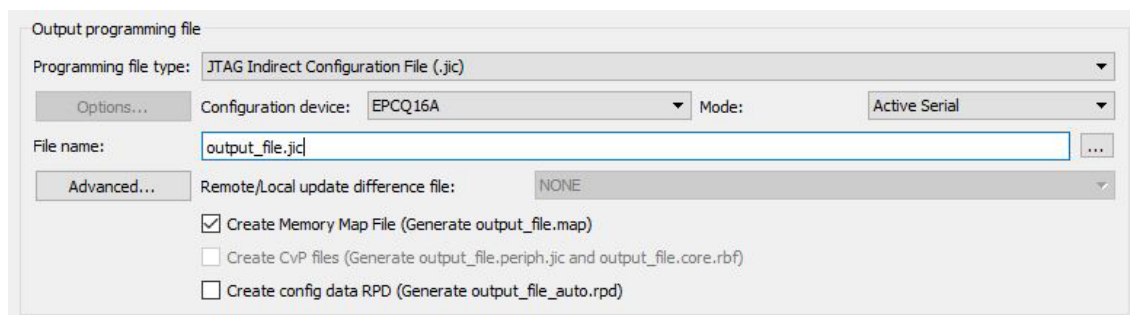 Output programming file
Programming file type: JTAG Indirect Configuration File (.jic)
Options... Configuration device: EPCQ16A Mode: Active Serial
File name: output_file.jic ...
Advanced... Remote/Local update difference file: NONE
Create Memory Map File (Generate output_file.map)
Create CvP files (Generate output_file.periph.jic and output_file.core.rbf)
Create config data RPD (Generate output_file_auto.rpd)